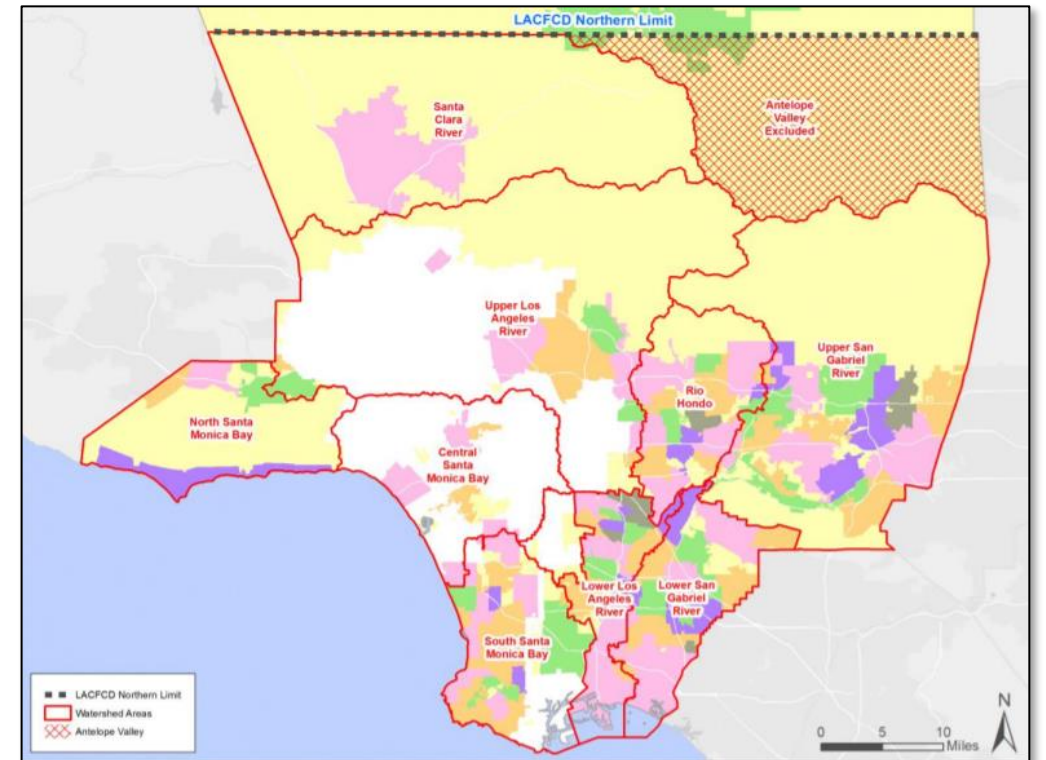 LACFCD Northern Limit
Santa
Clara
River
Antelope
Valley
Excluded
Upper Los
Angeles
River
Upper San
Gabriel
River
Rio
Hondo
North Santa
Monica Bay
Central
Santa
Monica Bay
Lower Los
Angeles
River
Lower San
Gabriel
River
South Santa
Monica Bay
LACFCD Northern Limit
Watershed Areas
Antelope Valley
N
0 5 10
Miles